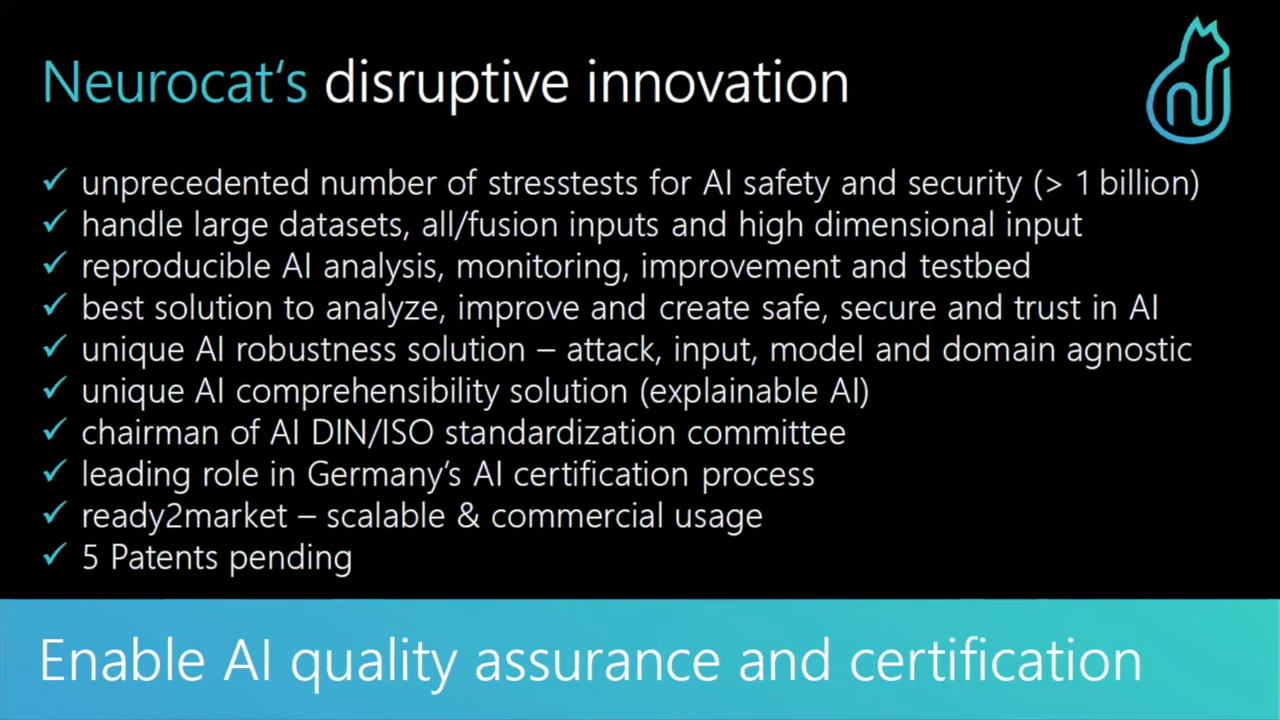 Neurocat‘s disruptive innovation
✓ unprecedented number of stresstests for AI safety and security (> 1 billion)
✓ handle large datasets, all/fusion inputs and high dimensional input
✓ reproducible AI analysis, monitoring, improvement and testbed
✓ best solution to analyze, improve and create safe, secure and trust in AI
✓ unique AI robustness solution – attack, input, model and domain agnostic
✓ unique AI comprehensibility solution (explainable AI)
✓ chairman of AI DIN/ISO standardization committee
✓ leading role in Germany’s AI certification process
✓ ready2market – scalable & commercial usage
✓ 5 Patents pending
Enable AI quality assurance and certification